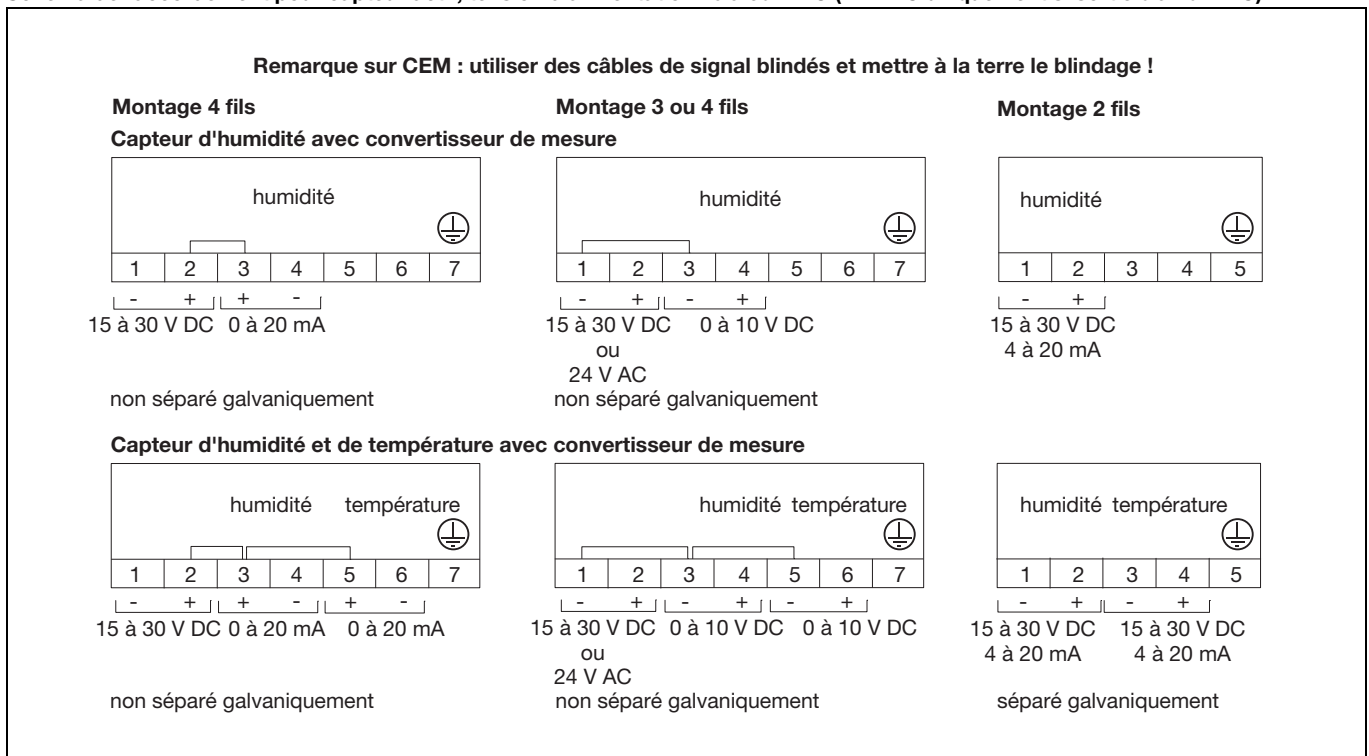 Remarque sur CEM : utiliser des câbles de signal blindés et mettre à la terre le blindage !
Montage 4 fils
Montage 3 ou 4 fils
Montage 2 fils
Capteur d'humidité avec convertisseur de mesure
humidité
1 2 3 4 5 6 7
- + + -
15 à 30 V DC 0 à 20 mA
non séparé galvaniquement
humidité
1 2 3 4 5 6 7
- + - +
15 à 30 V DC 0 à 10 V DC
ou
24 V AC
non séparé galvaniquement
humidité
1 2 3 4 5
- +
15 à 30 V DC
4 à 20 mA
Capteur d'humidité et de température avec convertisseur de mesure
humidité température
1 2 3 4 5 6 7
- + + - + -
15 à 30 V DC 0 à 20 mA 0 à 20 mA
non séparé galvaniquement
humidité température
1 2 3 4 5 6 7
- + - + - +
15 à 30 V DC 0 à 10 V DC 0 à 10 V DC
ou
24 V AC
non séparé galvaniquement
humidité température
1 2 3 4 5
- + - +
15 à 30 V DC 15 à 30 V DC
4 à 20 mA 4 à 20 mA
séparé galvaniquement